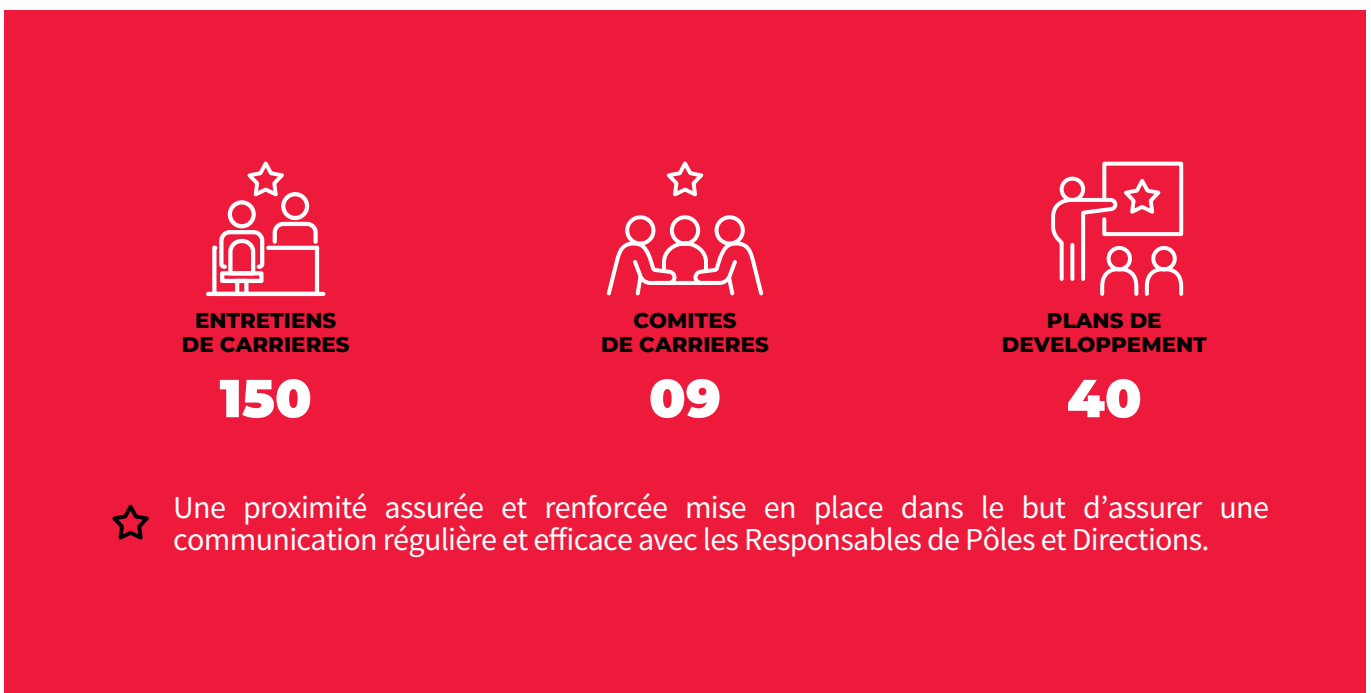 ENTRETIENS
DE CARRIERES
150
COMITES
DE CARRIERES
09
PLANS DE
DEVELOPPEMENT
40
Une proximité assurée et renforcée mise en place dans le but d’assurer une
communication régulière et efficace avec les Responsables de Pôles et Directions.